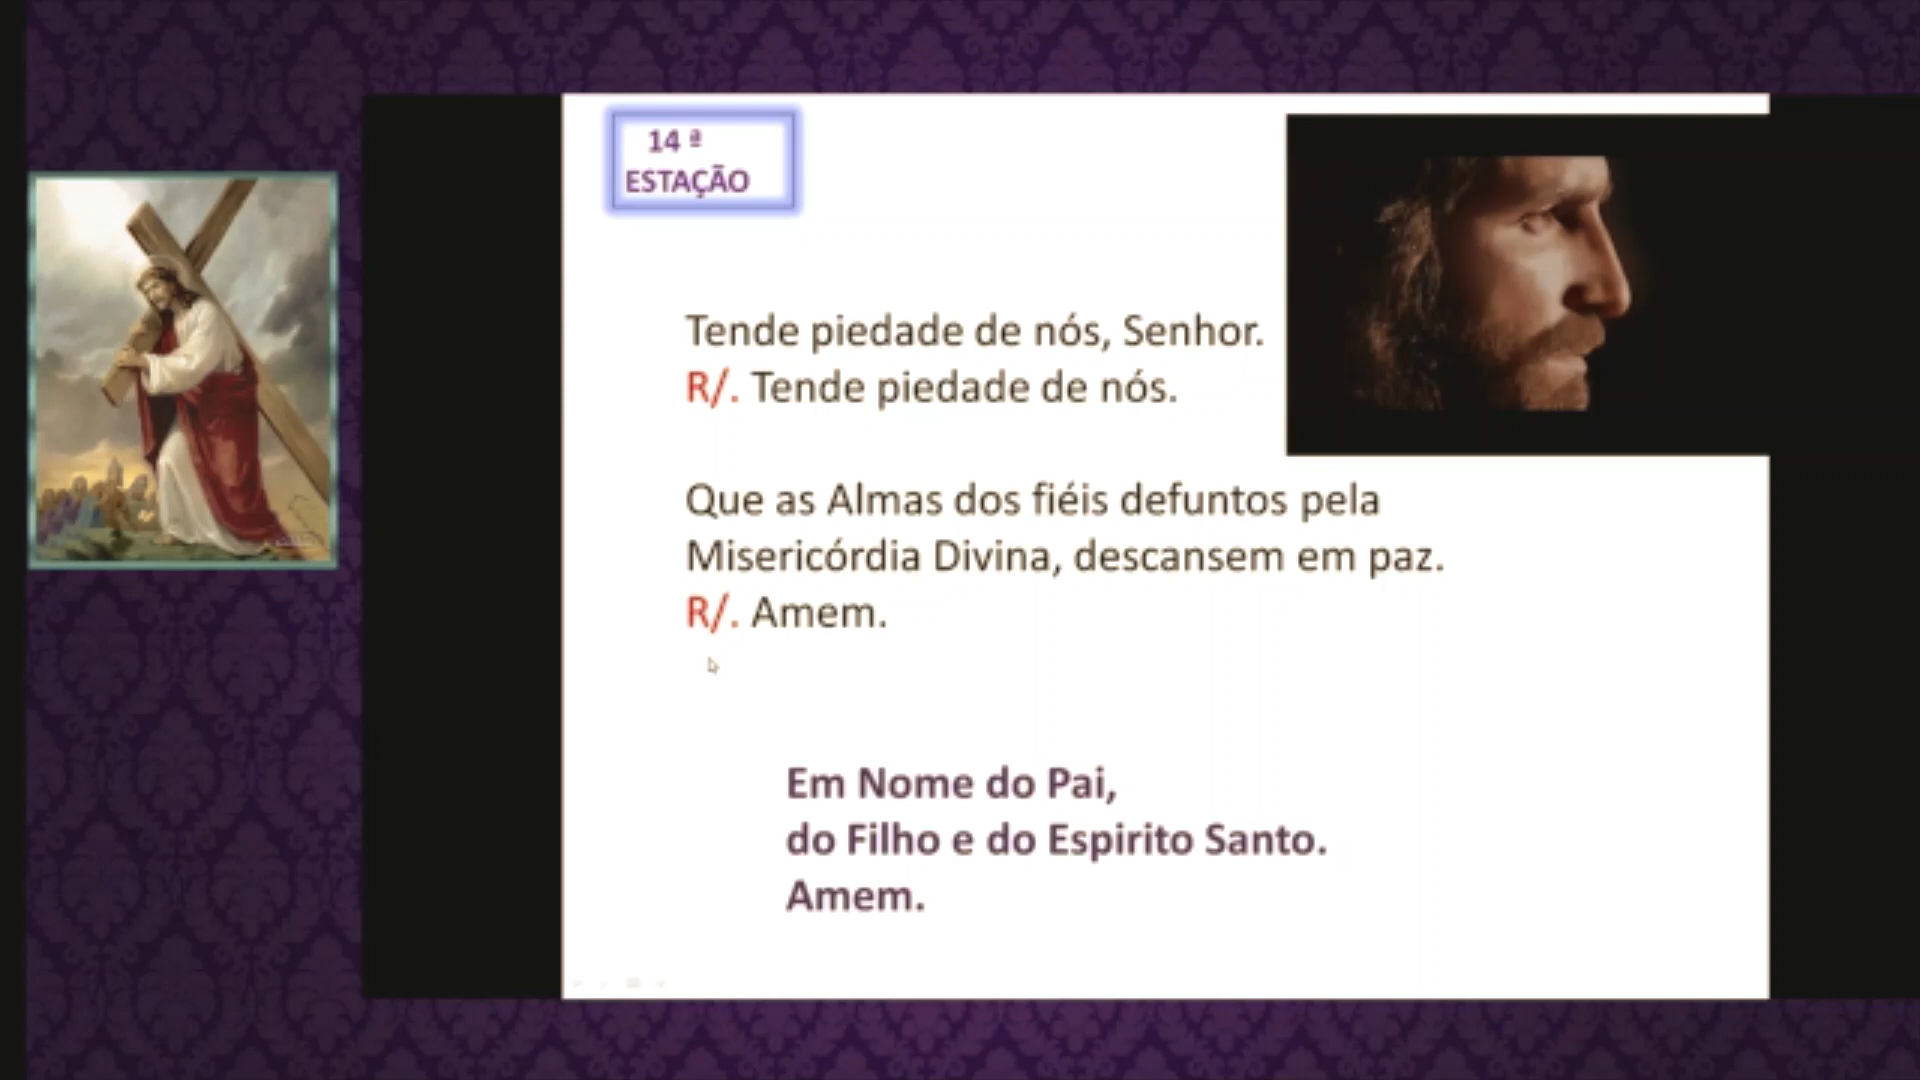 14 ª
ESTAÇÃO
Tende piedade de nós, Senhor.
R/. Tende piedade de nós.
Que as Almas dos fiéis defuntos pela
Misericórdia Divina, descansem em paz.
R/. Amem.
Em Nome do Pai,
do Filho e do Espirito Santo.
Amem.